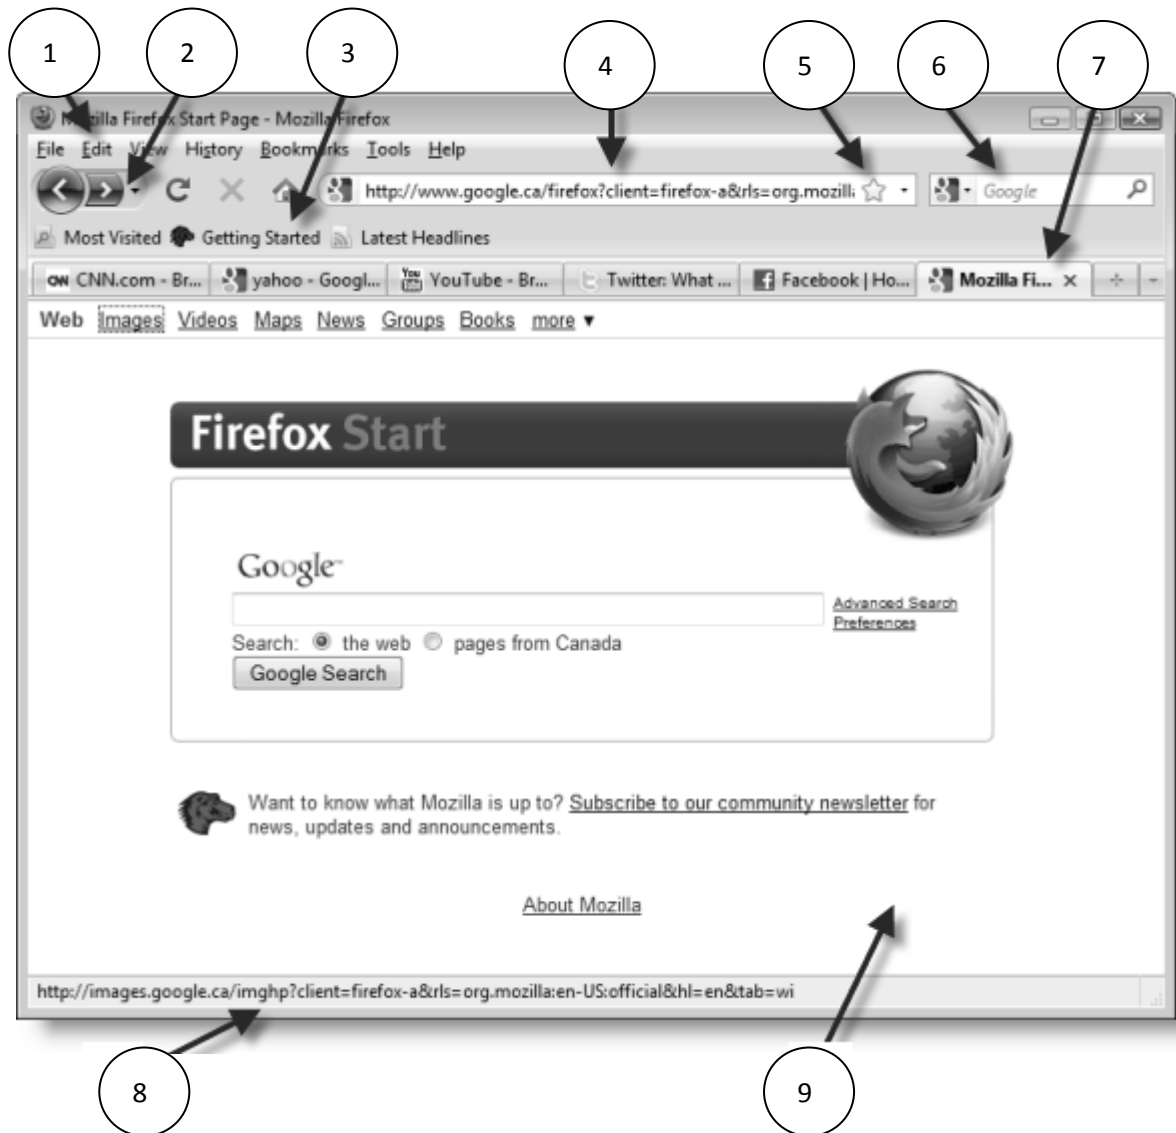 1 2 3 4 5 6 7
Mozilla Firefox Start Page - Mozilla Firefox
File Edit View History Bookmarks Tools Help
http://www.google.ca/firefox?client=firefox-a&rls=org.mozill Google
Most Visited Getting Started Latest Headlines
CNN CNN.com - Br... yahoo - Googl... You Tube YouTube - Br... t Twitter: What ... f Facebook | Ho... Mozilla Fi...
Web Images Videos Maps News Groups Books more ▼
Firefox Start
Google™
Advanced Search
Preferences
Search: the web pages from Canada
Google Search
Want to know what Mozilla is up to? Subscribe to our community newsletter for
news, updates and announcements.
About Mozilla
http://images.google.ca/imghp?client=firefox-a&rls=org.mozilla:en-US:official&hl=en&tab=wi
8 9